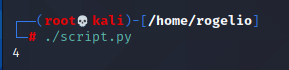 ┌──(root💀kali)-[/home/rogelio]
└─# ./script.py
4